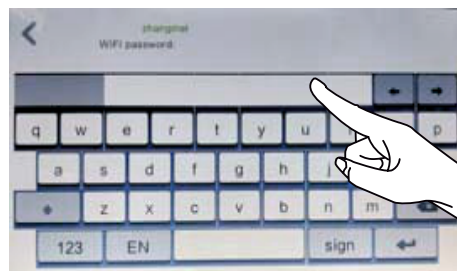 WIFI password:
q w e r t y u p
a s d f g h j
z x c v b n m
123 EN sign